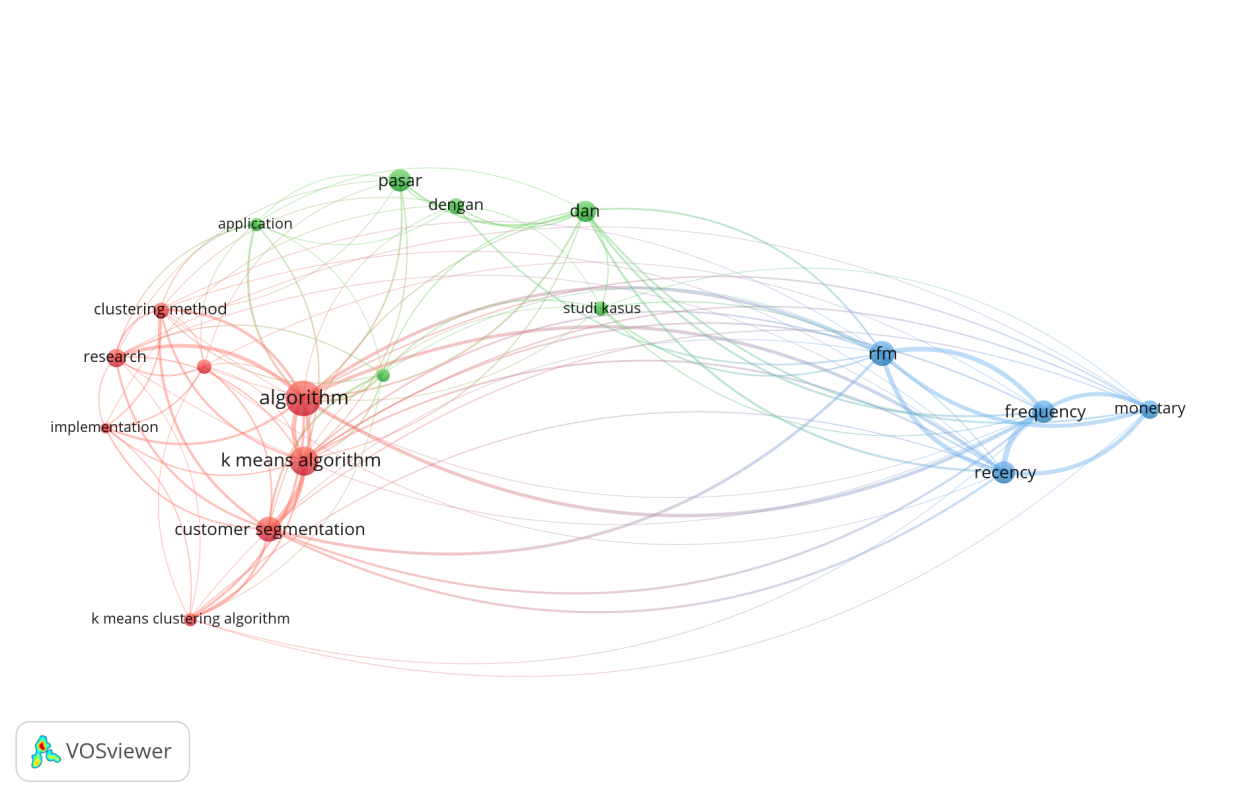 pasar
dengan
dan
application
clustering method
studi kasus
research
rfm
algorithm
frequency
monetary
implementation
k means algorithm
recency
customer segmentation
k means clustering algorithm
VOSviewer